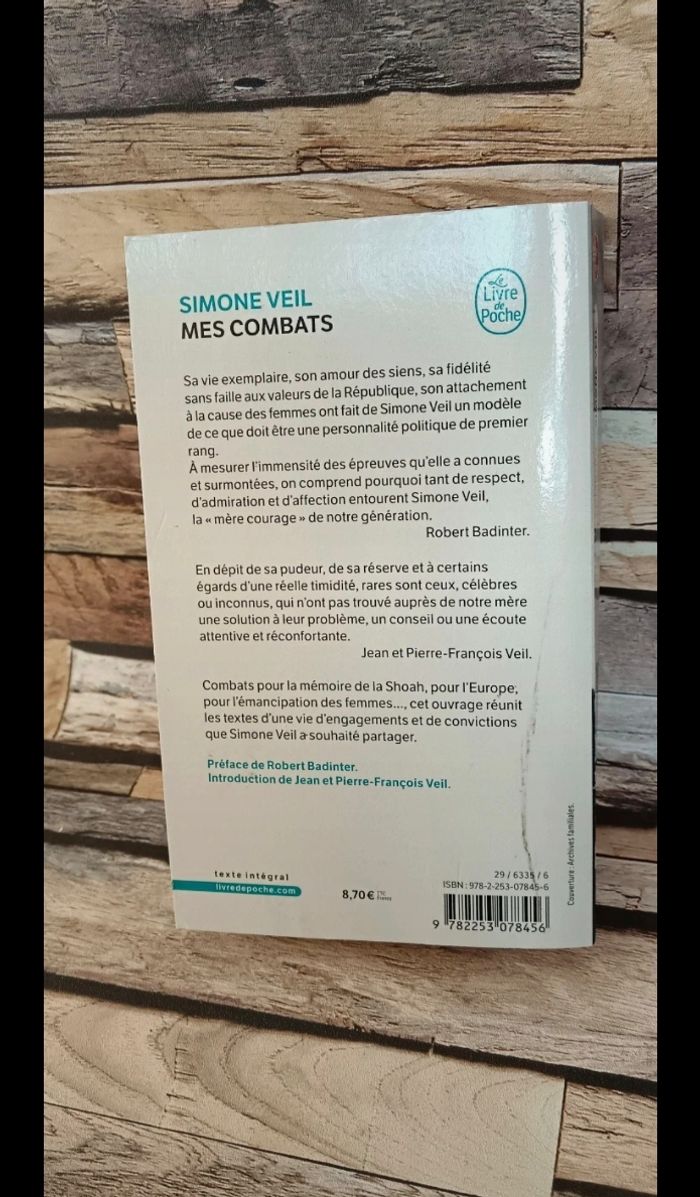 SIMONE VEIL
MES COMBATS
Le
Livre
de
Poche
Sa vie exemplaire, son amour des siens, sa fidélité
sans faille aux valeurs de la République, son attachement
à la cause des femmes ont fait de Simone Veil un modèle
de ce que doit être une personnalité politique de premier
rang.
À mesurer l'immensité des épreuves qu'elle a connues
et surmontées, on comprend pourquoi tant de respect,
d'admiration et d'affection entourent Simone Veil,
la « mère courage » de notre génération.
Robert Badinter.
En dépit de sa pudeur, de sa réserve et à certains
égards d'une réelle timidité, rares sont ceux, célèbres
ou inconnus, qui n'ont pas trouvé auprès de notre mère
une solution à leur problème, un conseil ou une écoute
attentive et réconfortante.
Jean et Pierre-François Veil.
Combats pour la mémoire de la Shoah, pour l'Europe,
pour l'émancipation des femmes..., cet ouvrage réunit
les textes d'une vie d'engagements et de convictions
que Simone Veil a souhaité partager.
Préface de Robert Badinter.
Introduction de Jean et Pierre-François Veil.
texte intégral
livredepoche.com
8,70 €
29 / 6335 / 6
ISBN : 978-2-253-07845-6
9 782253 078456
Couverture : Archives familiales.